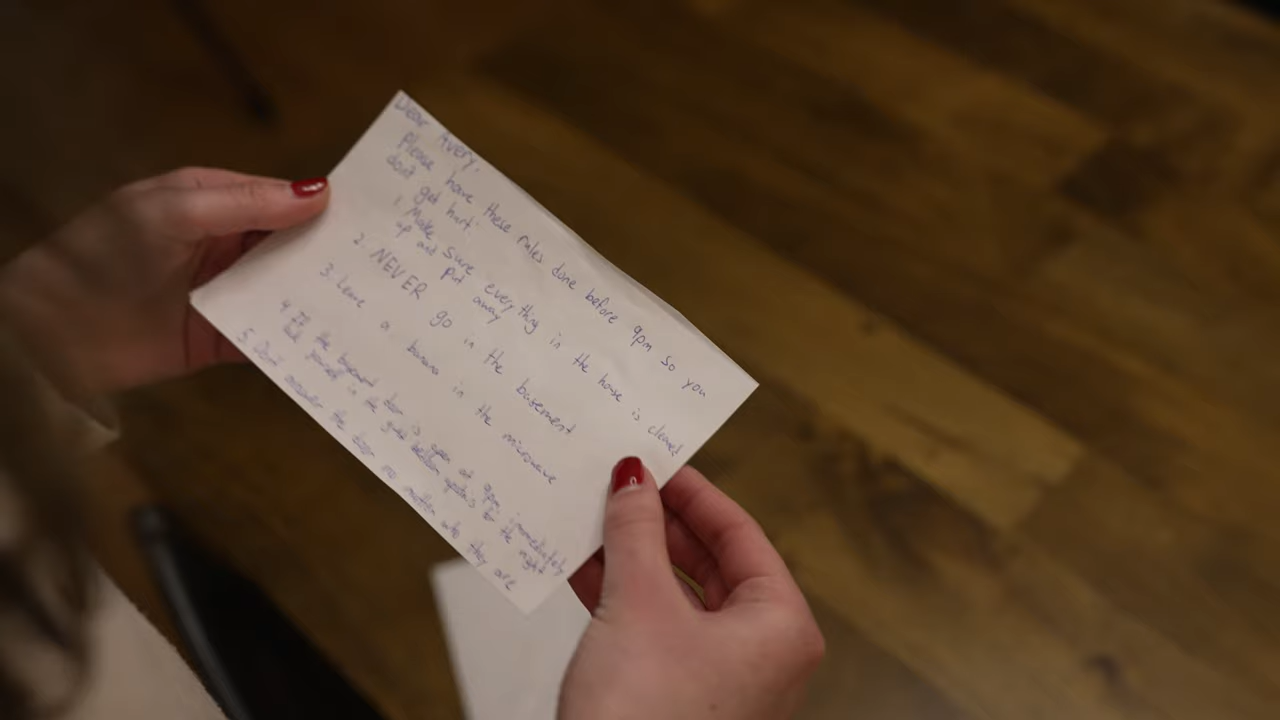 Dear Avery,
Please have these rules done before 9pm so you
don't get hurt:
1. Make sure everything in the house is cleaned
up and put away
2. NEVER go in the basement
3. Leave a banana in the microwave
4. If the basement door is open at 9pm immediately
lock yourself in the guest bedroom upstairs for the night
5. Don't answer the door no matter who they are